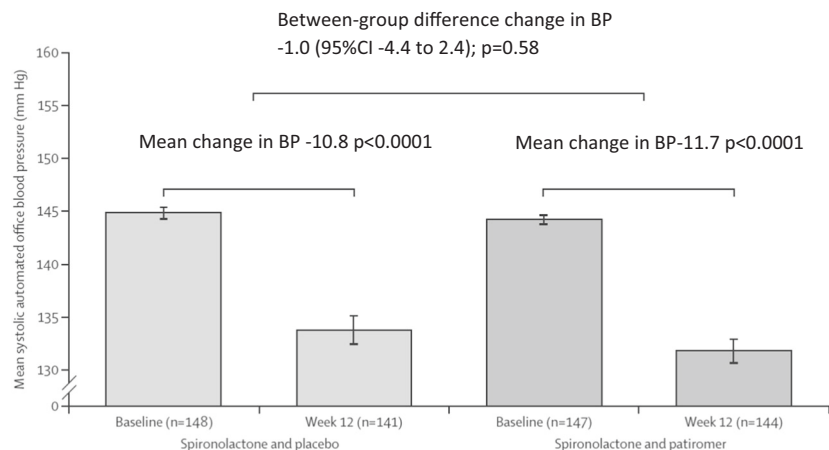 Between-group difference change in BP
-1.0 (95%CI -4.4 to 2.4); p=0.58
Mean change in BP -10.8 p<0.0001
Mean change in BP-11.7 p<0.0001
Mean systolic automated office blood pressure (mm Hg)
160
155
150
145
140
135
130
0
Baseline (n=148)
Week 12 (n=141)
Baseline (n=147)
Week 12 (n=144)
Spironolactone and placebo
Spironolactone and patiromer